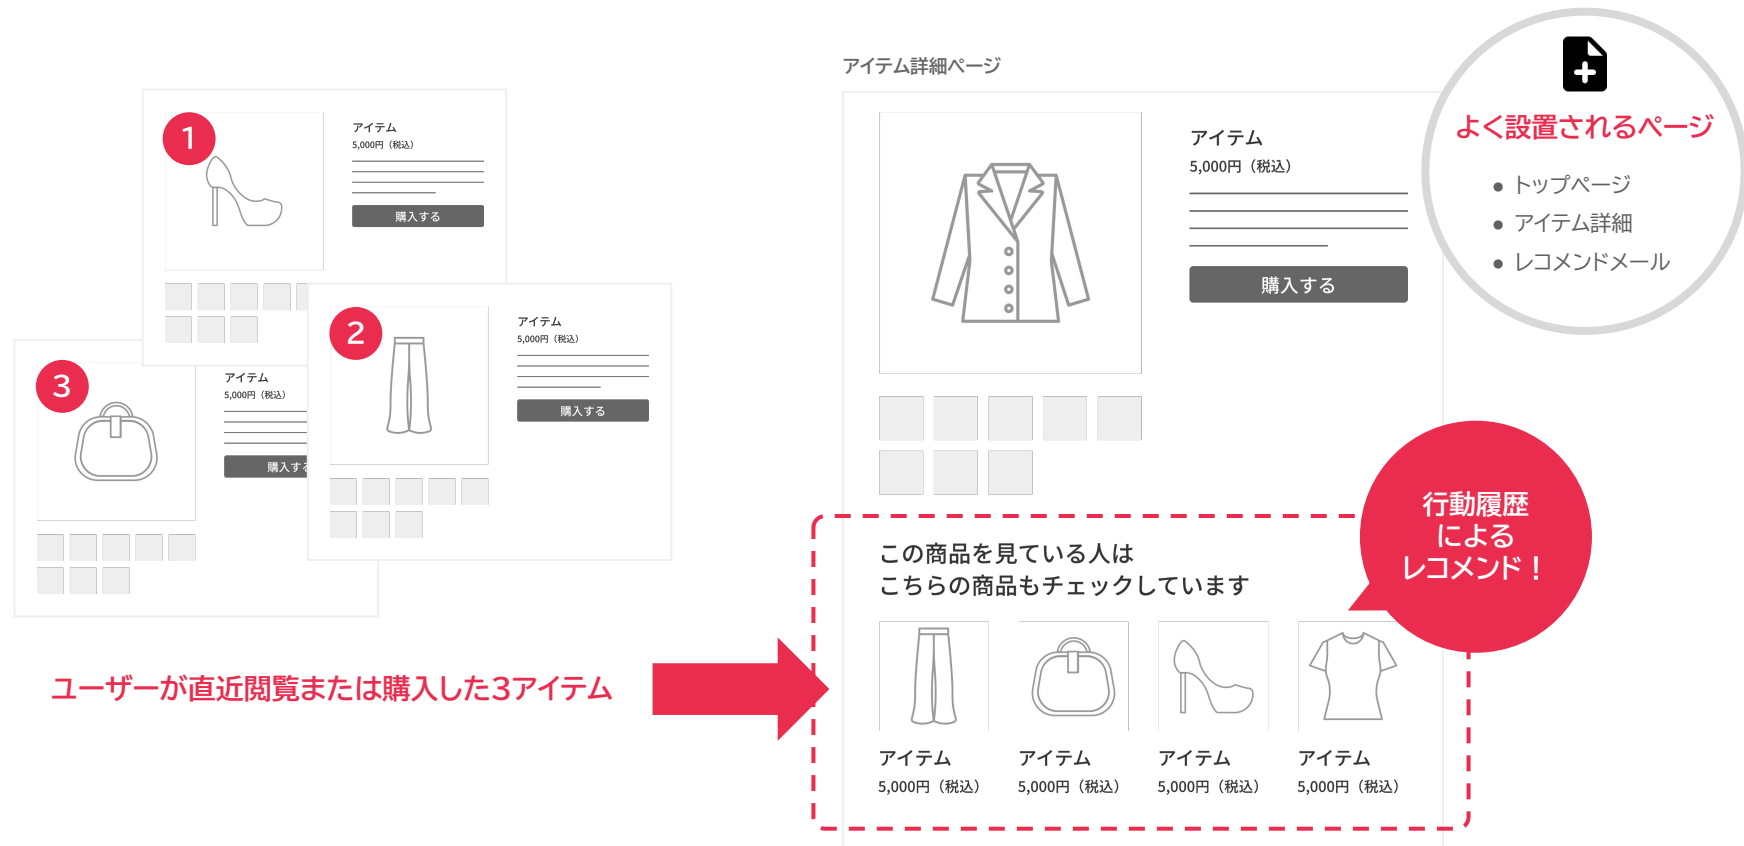 1
アイテム
5,000円（税込）
購入する
2
アイテム
5,000円（税込）
購入する
3
アイテム
5,000円（税込）
購入する
ユーザーが直近閲覧または購入した3アイテム
アイテム詳細ページ
アイテム
5,000円（税込）
購入する
よく設置されるページ
● トップページ
● アイテム詳細
● レコメンドメール
行動履歴
による
レコメンド！
この商品を見ている人は
こちらの商品もチェックしています
アイテム アイテム アイテム アイテム
5,000円（税込） 5,000円（税込） 5,000円（税込） 5,000円（税込）